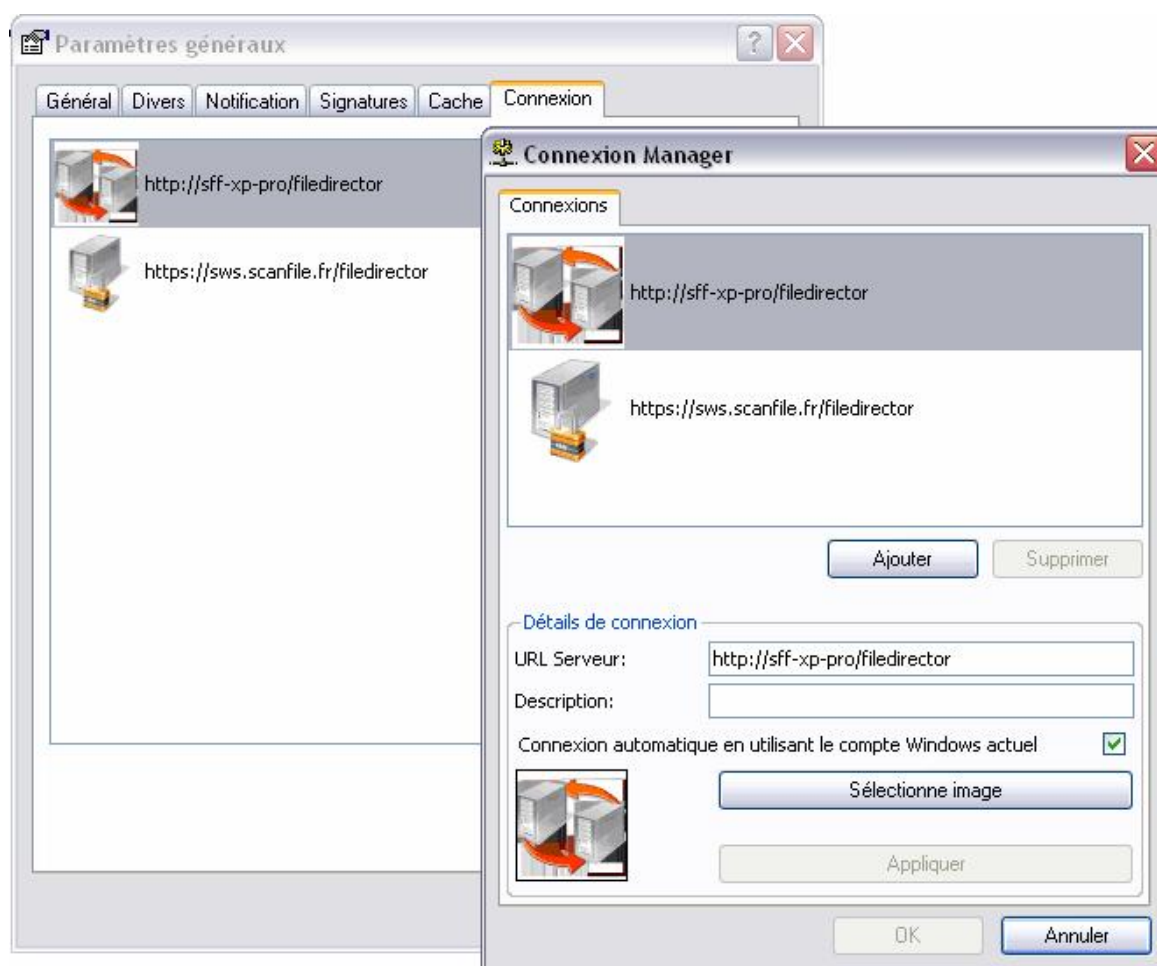 Paramètres généraux
Général Divers Notification Signatures Cache Connexion
http://sff-xp-pro/filedirector
https://sws.scanfile.fr/filedirector
Connexion Manager
Connexions
http://sff-xp-pro/filedirector
https://sws.scanfile.fr/filedirector
Ajouter Supprimer
Détails de connexion
URL Serveur: http://sff-xp-pro/filedirector
Description:
Connexion automatique en utilisant le compte Windows actuel
Sélectionne image
Appliquer
OK Annuler